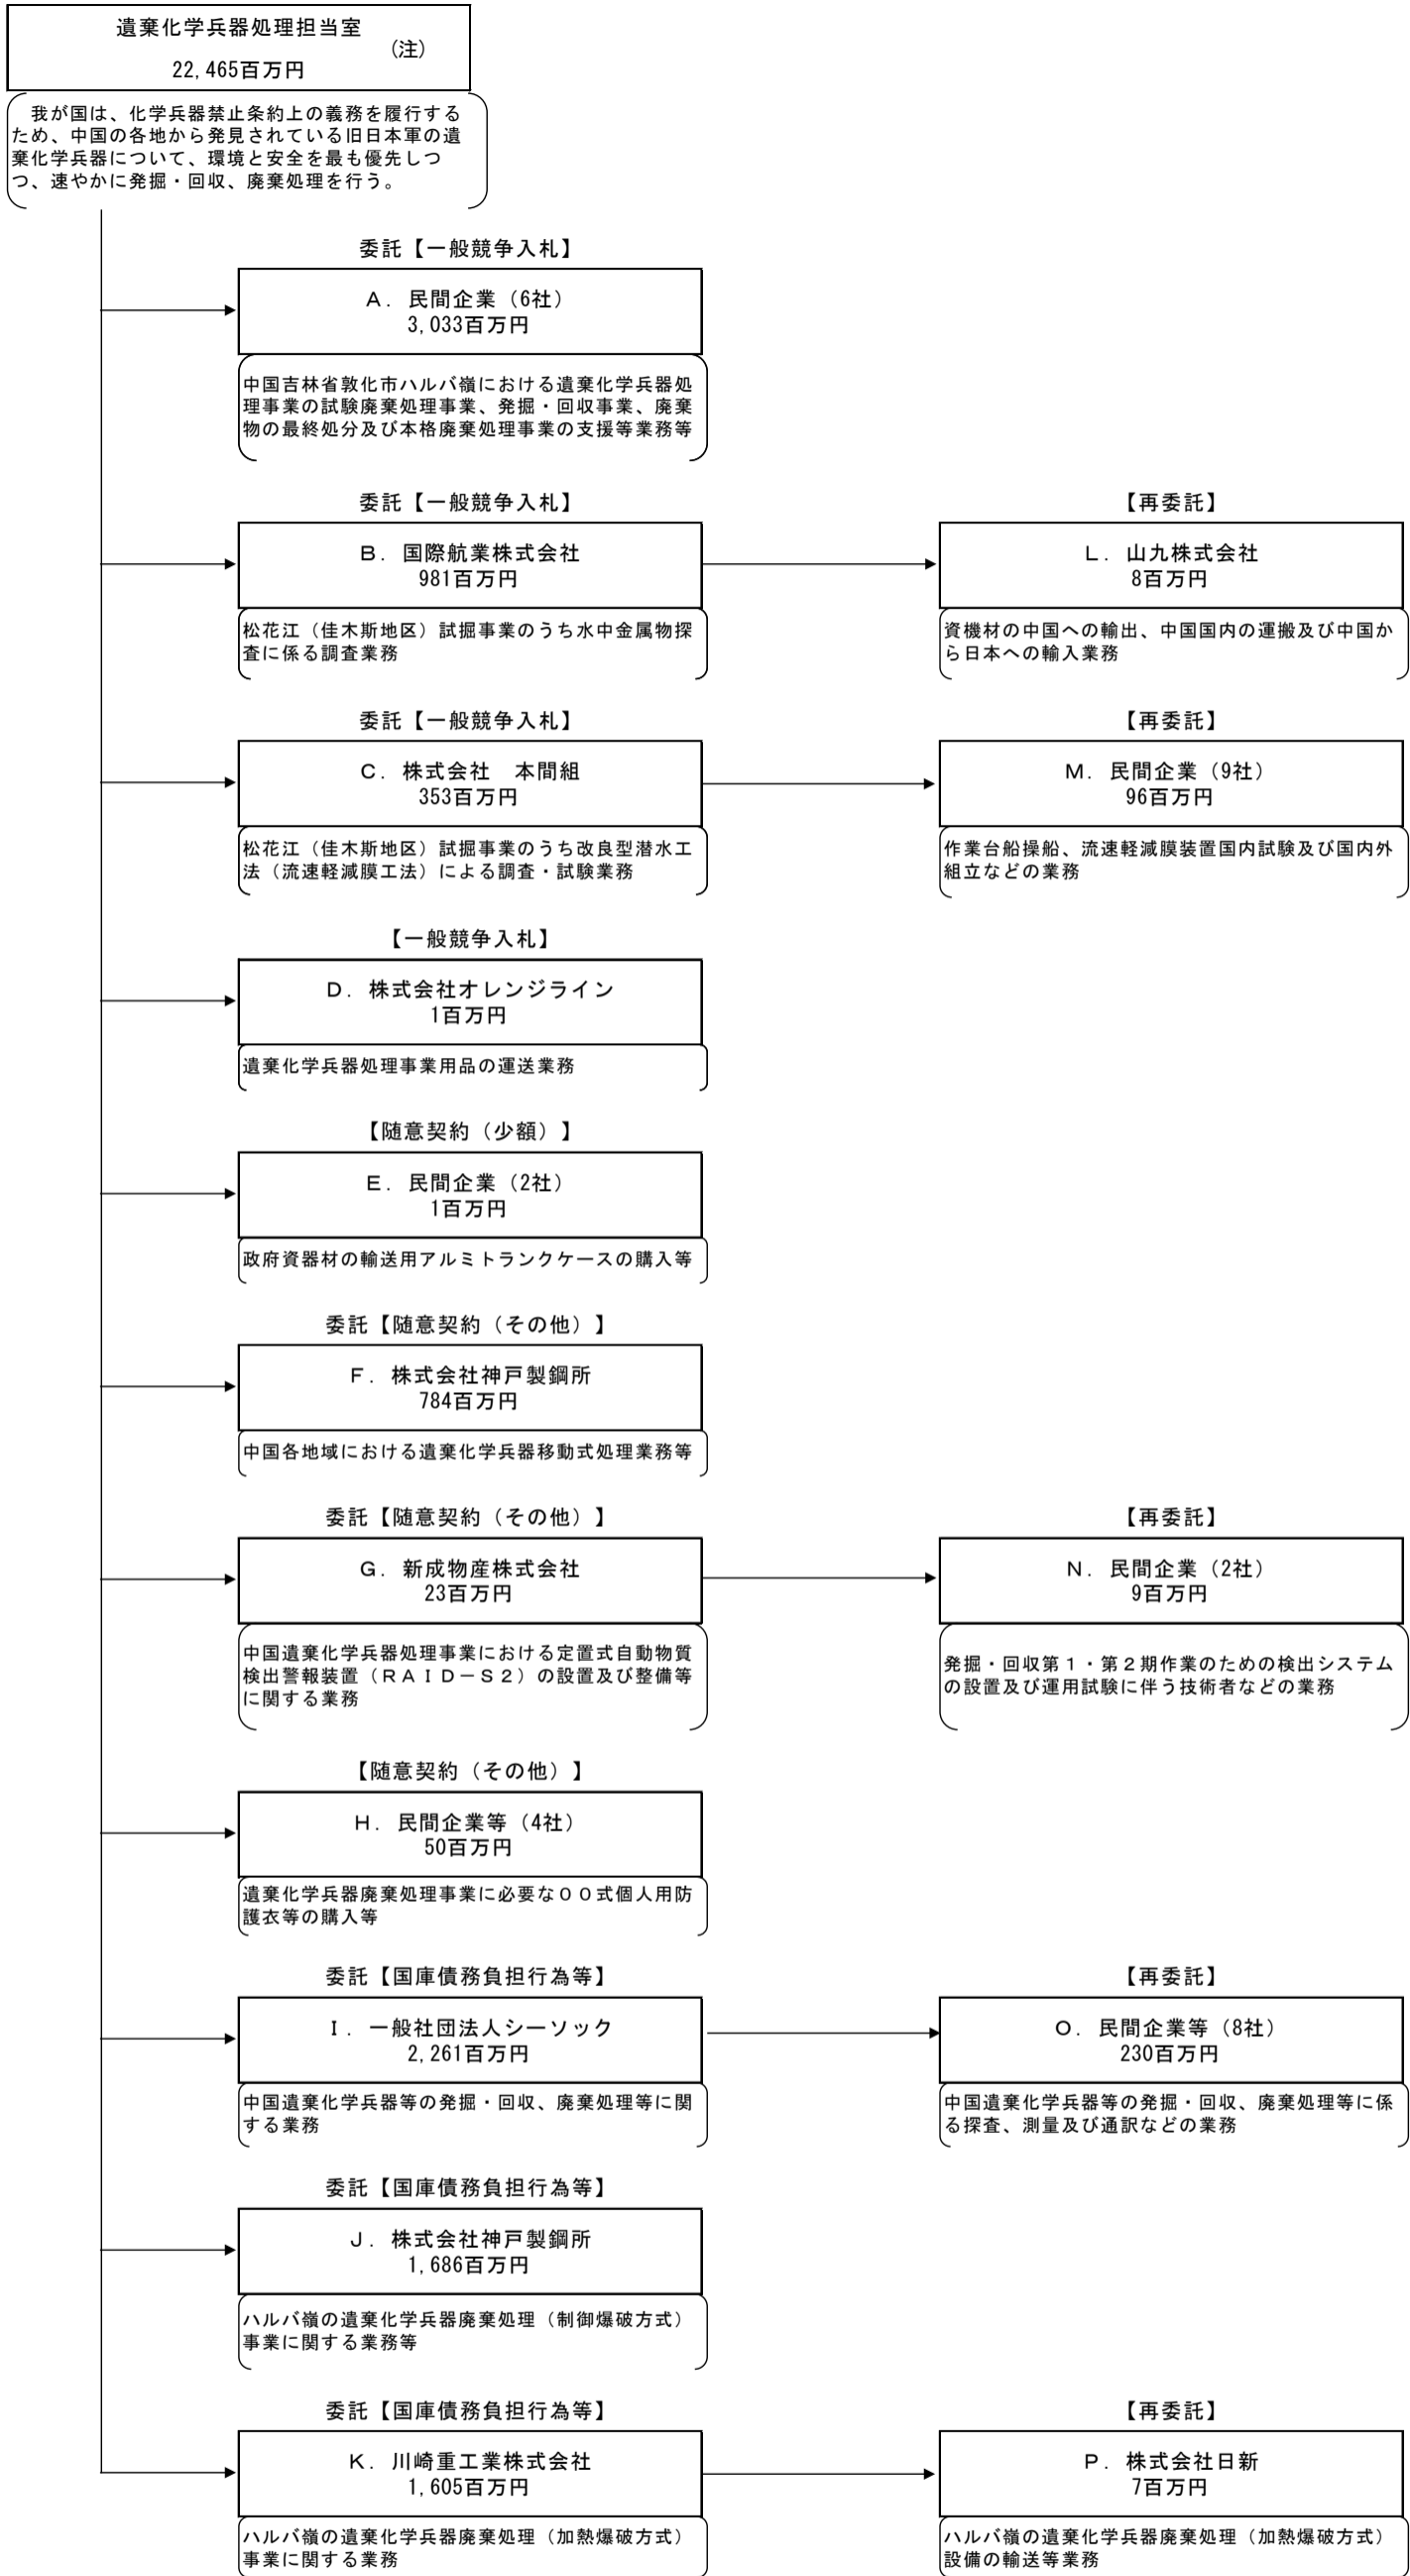 遺棄化学兵器処理担当室
(注)
22,465百万円
我が国は、化学兵器禁止条約上の義務を履行する
ため、中国の各地から発見されている旧日本軍の遺
棄化学兵器について、環境と安全を最も優先しつ
つ、速やかに発掘・回収、廃棄処理を行う。
委託【一般競争入札】
A. 民間企業（6社）
3,033百万円
中国吉林省敦化市ハルバ嶺における遺棄化学兵器処
理事業の試験廃棄処理事業、発掘・回収事業、廃棄
物の最終処分及び本格廃棄処理事業の支援等業務等
委託【一般競争入札】
B. 国際航業株式会社
981百万円
松花江（佳木斯地区）試掘事業のうち水中金属物探
査に係る調査業務
【再委託】
L. 山九株式会社
8百万円
資機材の中国への輸出、中国国内の運搬及び中国か
ら日本への輸入業務
委託【一般競争入札】
C. 株式会社　本間組
353百万円
松花江（佳木斯地区）試掘事業のうち改良型潜水工
法（流速軽減膜工法）による調査・試験業務
【再委託】
M. 民間企業（9社）
96百万円
作業台船操船、流速軽減膜装置国内試験及び国内外
組立などの業務
【一般競争入札】
D. 株式会社オレンジライン
1百万円
遺棄化学兵器処理事業用品の運送業務
【随意契約（少額）】
E. 民間企業（2社）
1百万円
政府資器材の輸送用アルミトランクケースの購入等
委託【随意契約（その他）】
F. 株式会社神戸製鋼所
784百万円
中国各地域における遺棄化学兵器移動式処理業務等
委託【随意契約（その他）】
G. 新成物産株式会社
23百万円
中国遺棄化学兵器処理事業における定置式自動物質
検出警報装置（ＲＡＩＤ－Ｓ２）の設置及び整備等
に関する業務
【再委託】
N. 民間企業（2社）
9百万円
発掘・回収第１・第２期作業のための検出システム
の設置及び運用試験に伴う技術者などの業務
【随意契約（その他）】
H. 民間企業等（4社）
50百万円
遺棄化学兵器廃棄処理事業に必要な００式個人用防
護衣等の購入等
委託【国庫債務負担行為等】
I. 一般社団法人シーソック
2,261百万円
中国遺棄化学兵器等の発掘・回収、廃棄処理等に関
する業務
【再委託】
O. 民間企業等（8社）
230百万円
中国遺棄化学兵器等の発掘・回収、廃棄処理等に係
る探査、測量及び通訳などの業務
委託【国庫債務負担行為等】
J. 株式会社神戸製鋼所
1,686百万円
ハルバ嶺の遺棄化学兵器廃棄処理（制御爆破方式）
事業に関する業務等
委託【国庫債務負担行為等】
K. 川崎重工業株式会社
1,605百万円
ハルバ嶺の遺棄化学兵器廃棄処理（加熱爆破方式）
事業に関する業務
【再委託】
P. 株式会社日新
7百万円
ハルバ嶺の遺棄化学兵器廃棄処理（加熱爆破方式）
設備の輸送等業務